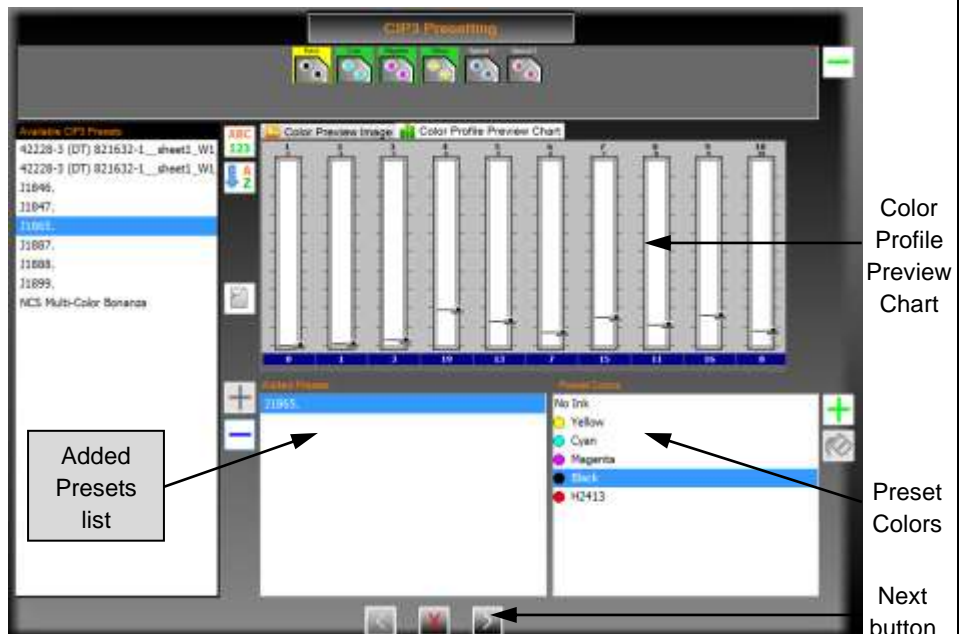 CIP3 Presetting
Black Cyan Magenta Yellow
Available CIP3 Presets
ABC
123
A
Z
42228-3 (DT) 821632-1__sheet1_W1
42228-3 (DT) 821632-1__sheet1_W1
J1846.
J1847.
J1865.
J1887.
J1888.
J1899.
NCS Multi-Color Bonanza
Color Preview Image
Color Profile Preview Chart
1 2 3 4 5 6 7 8 9 10
0 1 3 19 13 7 15 11 16
Added Presets
J1865.
Preset Colors
No Ink
Yellow
Cyan
Magenta
Black
H2413
Added
Presets
list
Color
Profile
Preview
Chart
Preset
Colors
Next
button